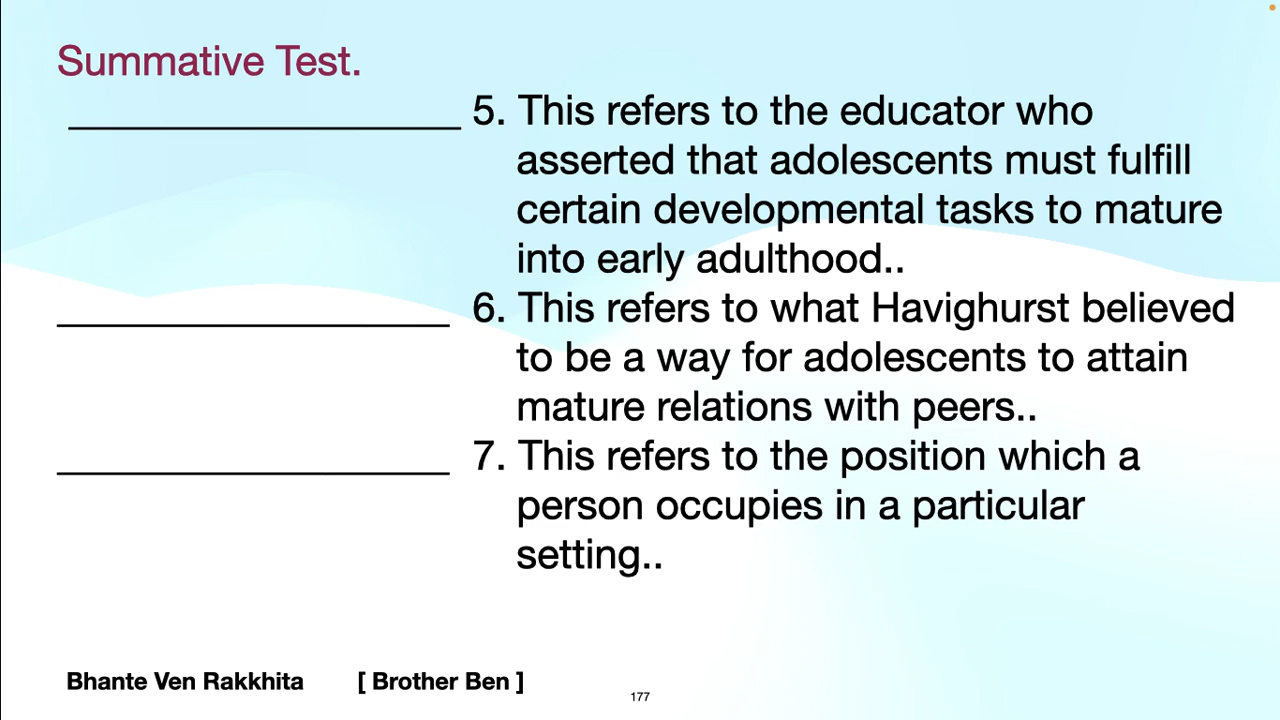 Summative Test.
____________________ 5. This refers to the educator who
asserted that adolescents must fulfill
certain developmental tasks to mature
into early adulthood..
____________________ 6. This refers to what Havighurst believed
to be a way for adolescents to attain
mature relations with peers..
____________________ 7. This refers to the position which a
person occupies in a particular
setting..
Bhante Ven Rakkhita [ Brother Ben ]
177